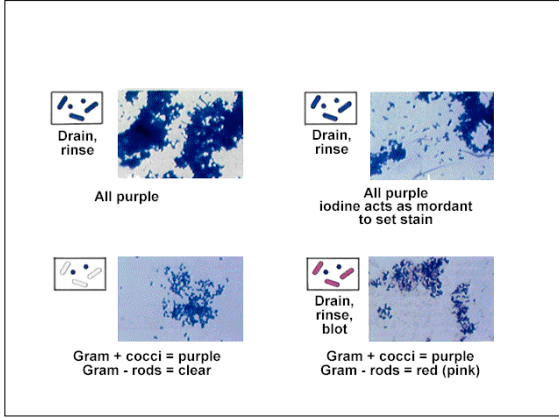 Drain,
rinse
All purple
Drain,
rinse
All purple
iodine acts as mordant
to set stain
Gram + cocci = purple
Gram - rods = clear
Drain,
rinse,
blot
Gram + cocci = purple
Gram - rods = red (pink)